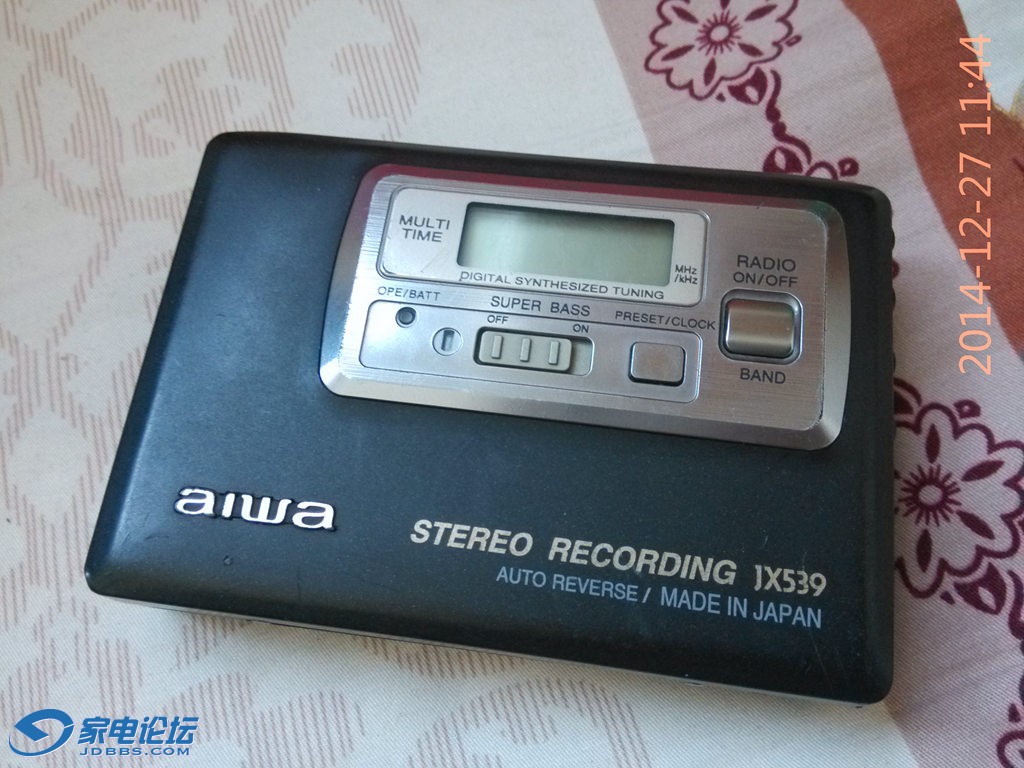 MULTI
TIME
MHz
/kHz
DIGITAL SYNTHESIZED TUNING
RADIO
ON/OFF
BAND
OPE/BATT
SUPER BASS
OFF
ON
PRESET/CLOCK
aiwa
STEREO RECORDING JX539
AUTO REVERSE / MADE IN JAPAN
2014-12-27 11:44
家电论坛
JDBBS.COM